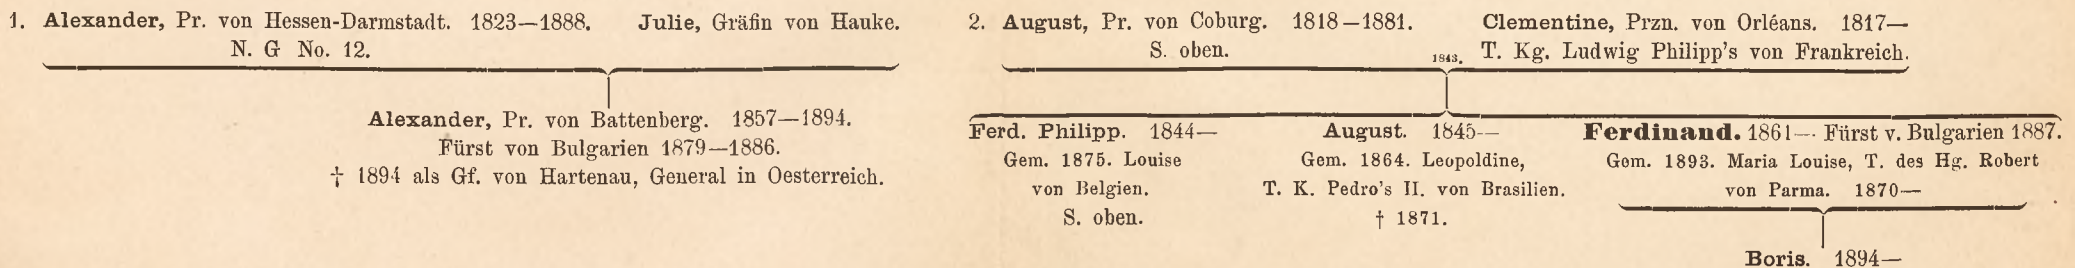 1. Alexander, Pr. von Hessen-Darmstadt. 1823—1888. Julie, Gräfin von Hauke.
N. G No. 12.
Alexander, Pr. von Battenberg. 1857—1894.
Fürst von Bulgarien 1879—1886.
† 1894 als Gf. von Hartenau, General in Oesterreich.
2. August, Pr. von Coburg. 1818—1881. Clementine, Przn. von Orléans. 1817—
S. oben. 1843. T. Kg. Ludwig Philipp's von Frankreich.
Ferd. Philipp. 1844—
Gem. 1875. Louise
von Belgien.
S. oben.
August. 1845—
Gem. 1864. Leopoldine,
T. K. Pedro's II. von Brasilien.
† 1871.
Ferdinand. 1861— Fürst v. Bulgarien 1887.
Gem. 1893. Maria Louise, T. des Hg. Robert
von Parma. 1870—
Boris. 1894—